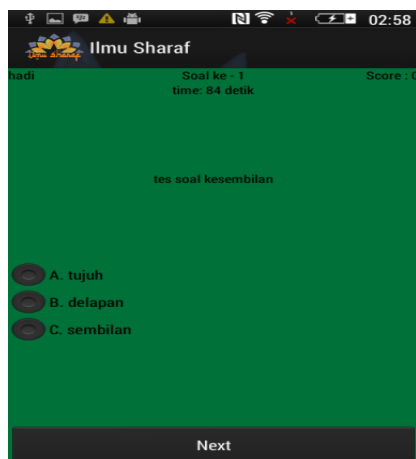 02:58
Ilmu Sharaf
hadi Soal ke - 1 Score : 0
time: 84 detik
tes soal kesembilan
A. tujuh
B. delapan
C. sembilan
Next